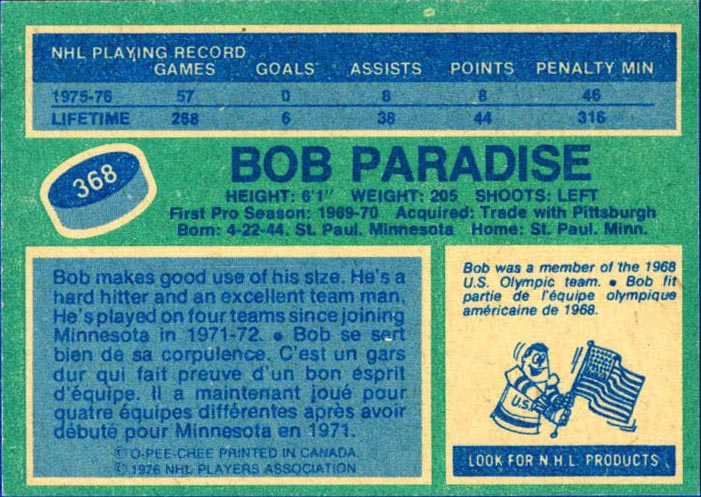 NHL PLAYING RECORD
GAMES GOALS ASSISTS POINTS PENALTY MIN
1975-76 57 0 8 8 46
LIFETIME 268 6 38 44 316
368
BOB PARADISE
HEIGHT: 6'1" WEIGHT: 205 SHOOTS: LEFT
First Pro Season: 1969-70 Acquired: Trade with Pittsburgh
Born: 4-22-44. St. Paul. Minnesota Home: St. Paul. Minn.
Bob makes good use of his size. He's a
hard hitter and an excellent team man.
He's played on four teams since joining
Minnesota in 1971-72. • Bob se sert
bien de sa corpulence. C'est un gars
dur qui fait preuve d'un bon esprit
d'équipe. Il a maintenant joué pour
quatre équipes différentes après avoir
débuté pour Minnesota en 1971.
© O-PEE-CHEE PRINTED IN CANADA
© 1976 NHL PLAYERS ASSOCIATION
Bob was a member of the 1968
U.S. Olympic team. • Bob fit
partie de l'équipe olympique
américaine de 1968.
U.S.
LOOK FOR N.H.L. PRODUCTS